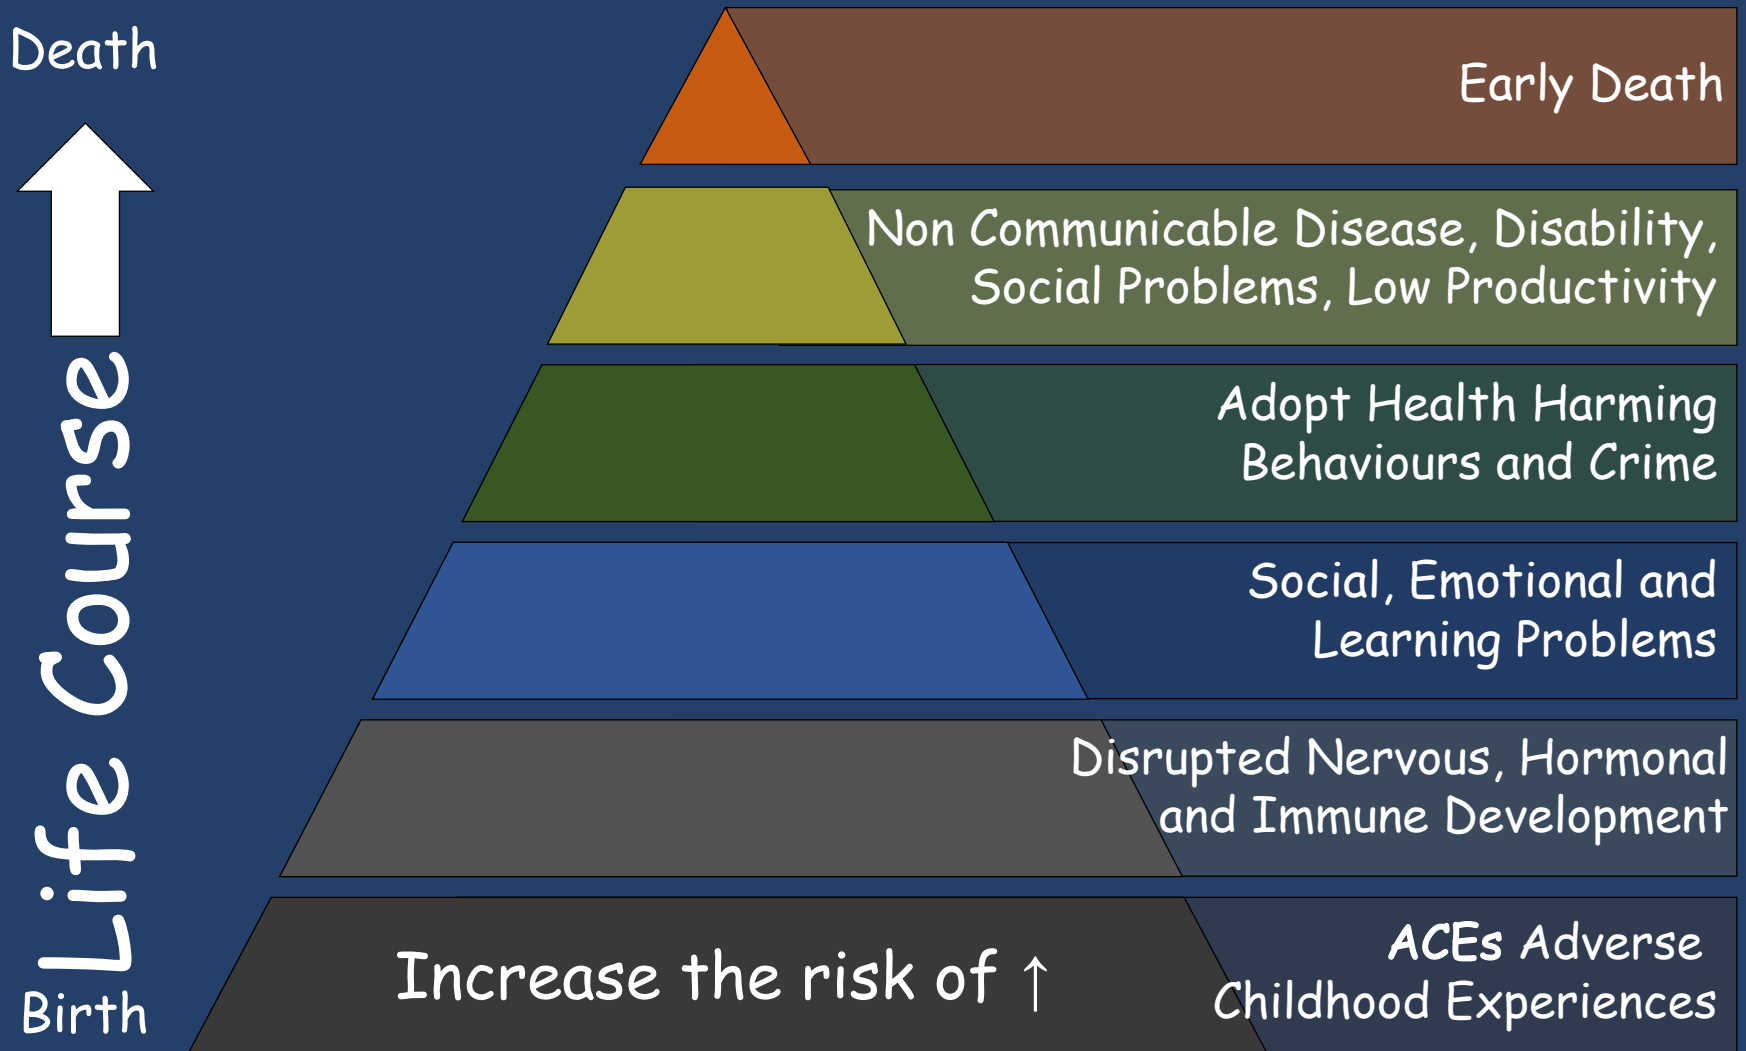 Death
Life Course
Birth
Early Death
Non Communicable Disease, Disability,
Social Problems, Low Productivity
Adopt Health Harming
Behaviours and Crime
Social, Emotional and
Learning Problems
Disrupted Nervous, Hormonal
and Immune Development
Increase the risk of ↑
ACEs Adverse
Childhood Experiences